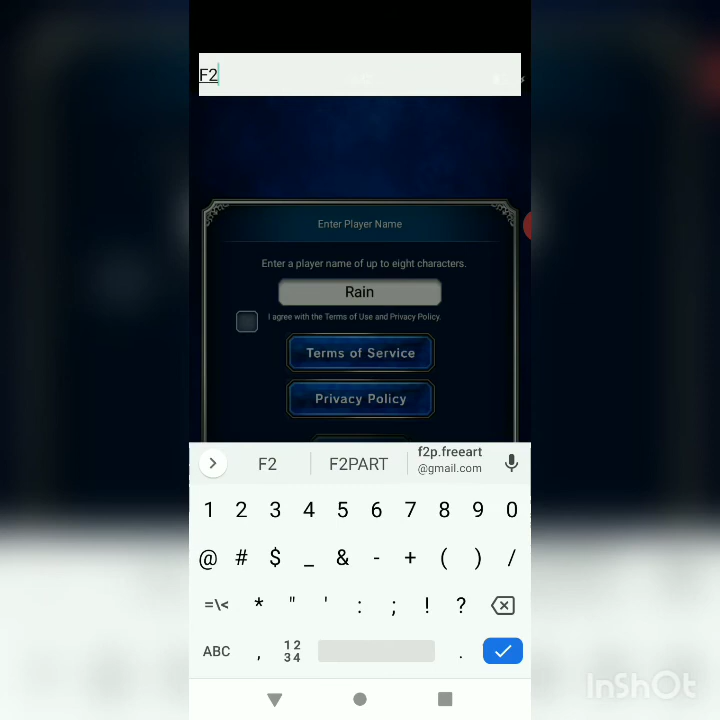 F2
Enter Player Name
Enter a player name of up to eight characters.
Rain
I agree with the Terms of Use and Privacy Policy.
Terms of Service
Privacy Policy
F2 F2PART f2p.freeart
@gmail.com
1 2 3 4 5 6 7 8 9 0
@ # $ _ & - + ( ) /
=\< * " ' : ; ! ?
ABC , 12 .
34
InShOt